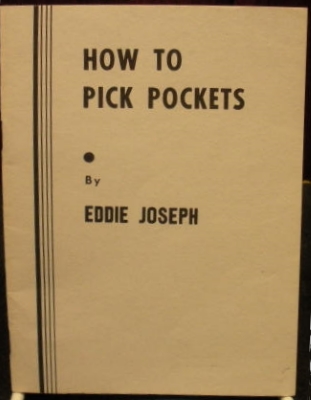 HOW TO
PICK POCKETS
By
EDDIE JOSEPH